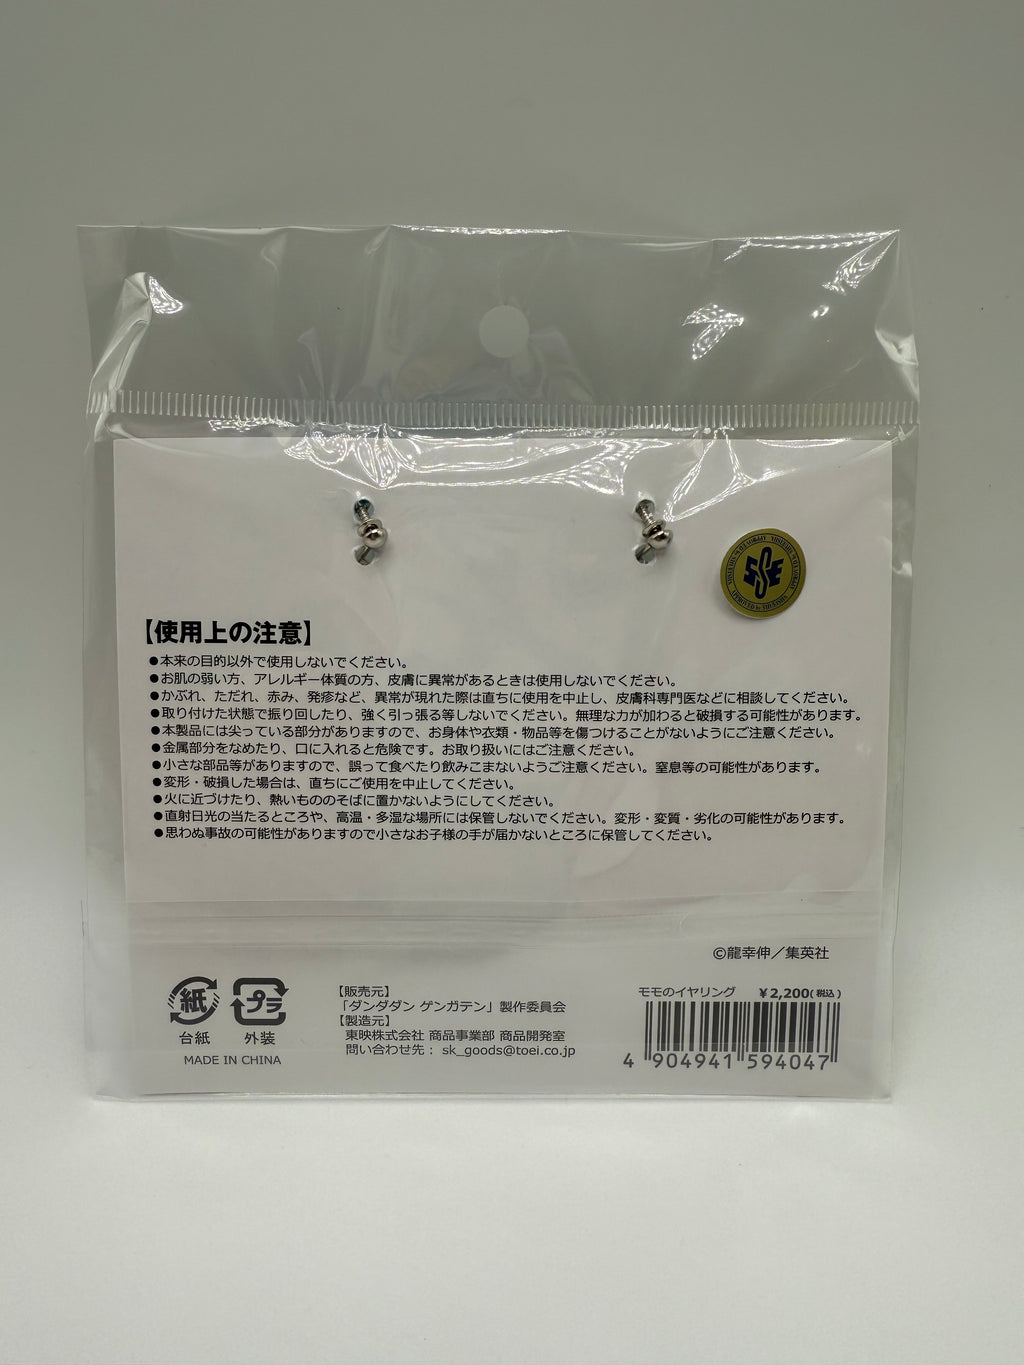 SSE
【使用上の注意】
●本来の目的以外で使用しないでください。
●お肌の弱い方、アレルギー体質の方、皮膚に異常があるときは使用しないでください。
●かぶれ、ただれ、赤み、発疹など、異常が現れた際は直ちに使用を中止し、皮膚科専門医などに相談してください。
●取り付けた状態で振り回したり、強く引っ張る等しないでください。無理な力が加わると破損する可能性があります。
●本製品には尖っている部分がありますので、お身体や衣類・物品等を傷つけることがないようにご注意ください。
●金属部分をなめたり、口に入れると危険です。お取り扱いにはご注意ください。
●小さな部品等がありますので、誤って食べたり飲みこまないようご注意ください。窒息等の可能性があります。
●変形・破損した場合は、直ちにご使用を中止してください。
●火に近づけたり、熱いもののそばに置かないようにしてください。
●直射日光の当たるところや、高温・多湿な場所には保管しないでください。変形・変質・劣化の可能性があります。
●思わぬ事故の可能性がありますので小さなお子様の手が届かないところに保管してください。
©龍幸伸／集英社
紙 プラ
台紙 外装
MADE IN CHINA
【販売元】
「ダンダダン ゲンガテン」製作委員会
【製造元】
東映株式会社 商品事業部 商品開発室
問い合わせ先： sk_goods@toei.co.jp
モモのイヤリング ￥2,200(税込)
4 904941 594047